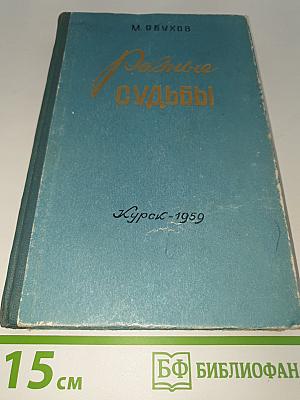 М. ОБУХОВ
Разные
СУДЬБЫ
Курск-1959
15 см
БФ БИБЛИОФАН